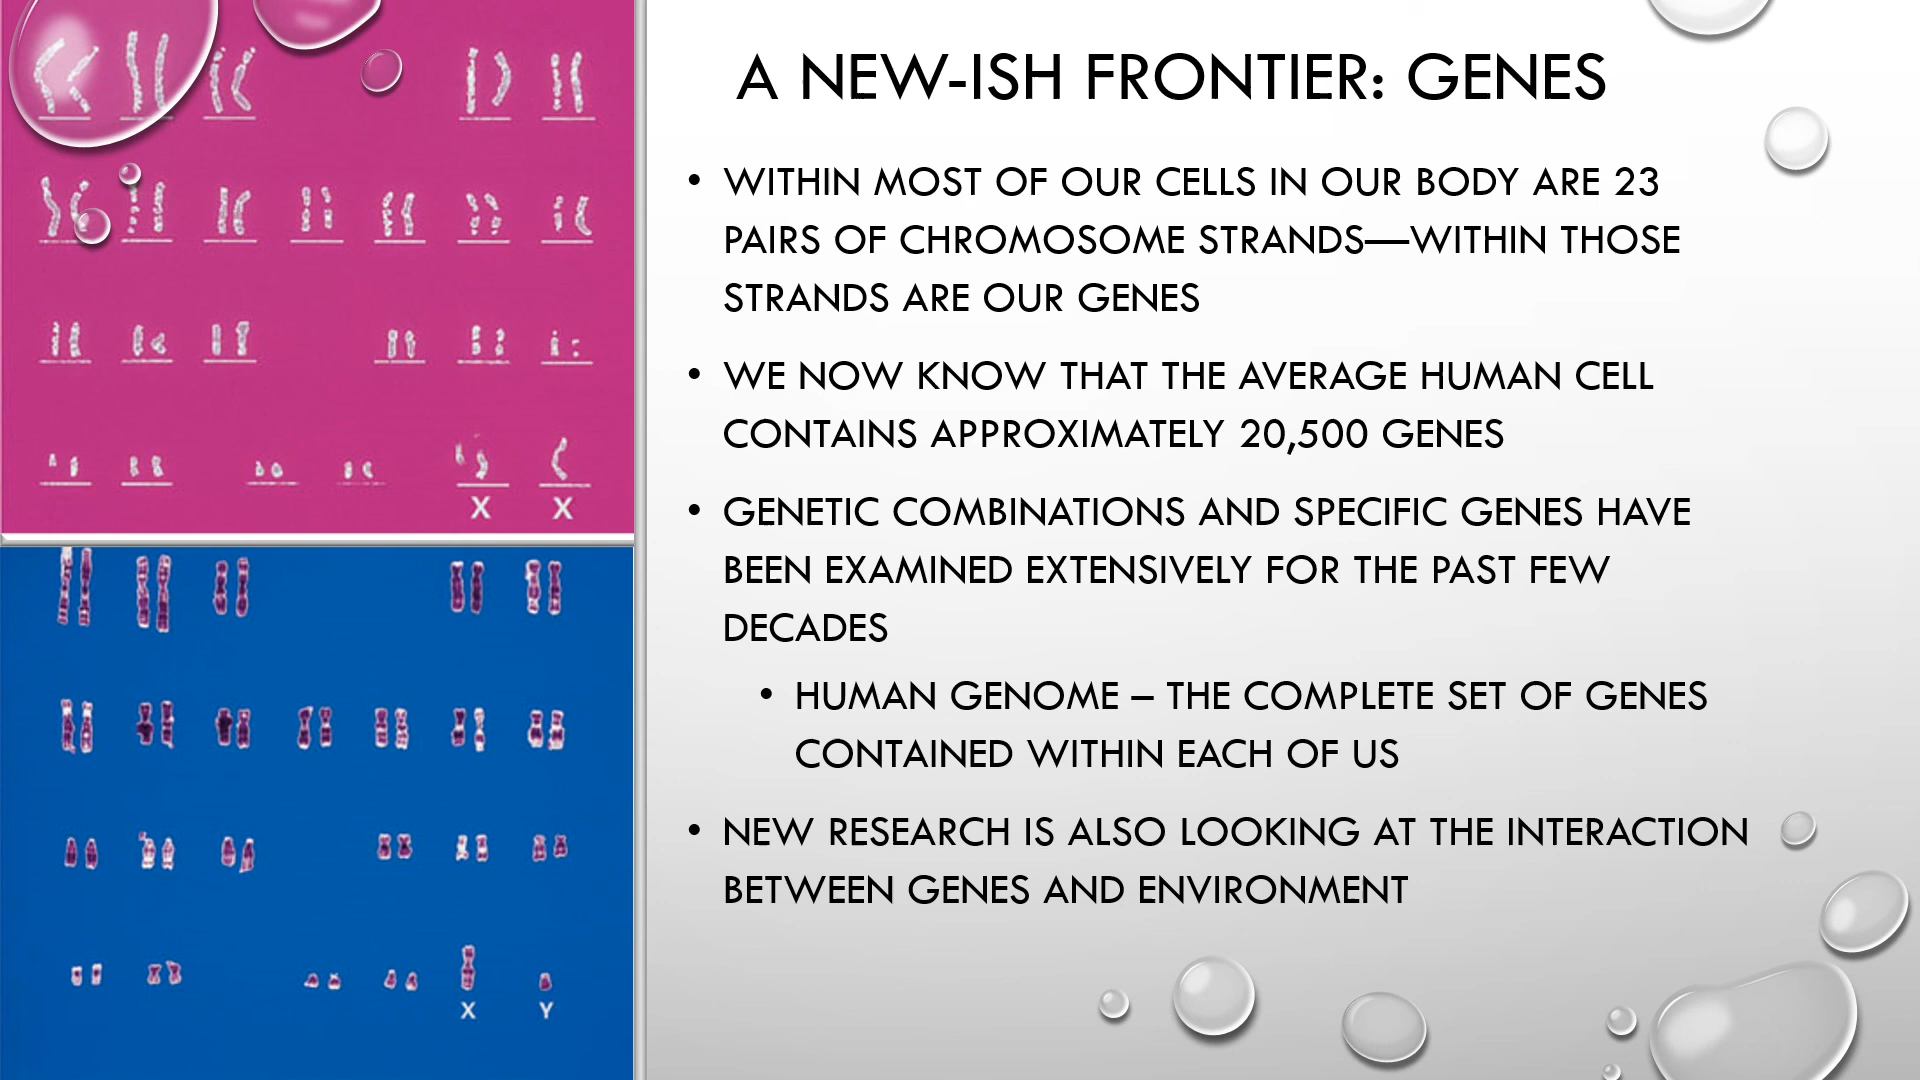 A NEW-ISH FRONTIER: GENES
• WITHIN MOST OF OUR CELLS IN OUR BODY ARE 23
PAIRS OF CHROMOSOME STRANDS—WITHIN THOSE
STRANDS ARE OUR GENES
• WE NOW KNOW THAT THE AVERAGE HUMAN CELL
CONTAINS APPROXIMATELY 20,500 GENES
• GENETIC COMBINATIONS AND SPECIFIC GENES HAVE
BEEN EXAMINED EXTENSIVELY FOR THE PAST FEW
DECADES
• HUMAN GENOME – THE COMPLETE SET OF GENES
CONTAINED WITHIN EACH OF US
• NEW RESEARCH IS ALSO LOOKING AT THE INTERACTION
BETWEEN GENES AND ENVIRONMENT
X X
X Y